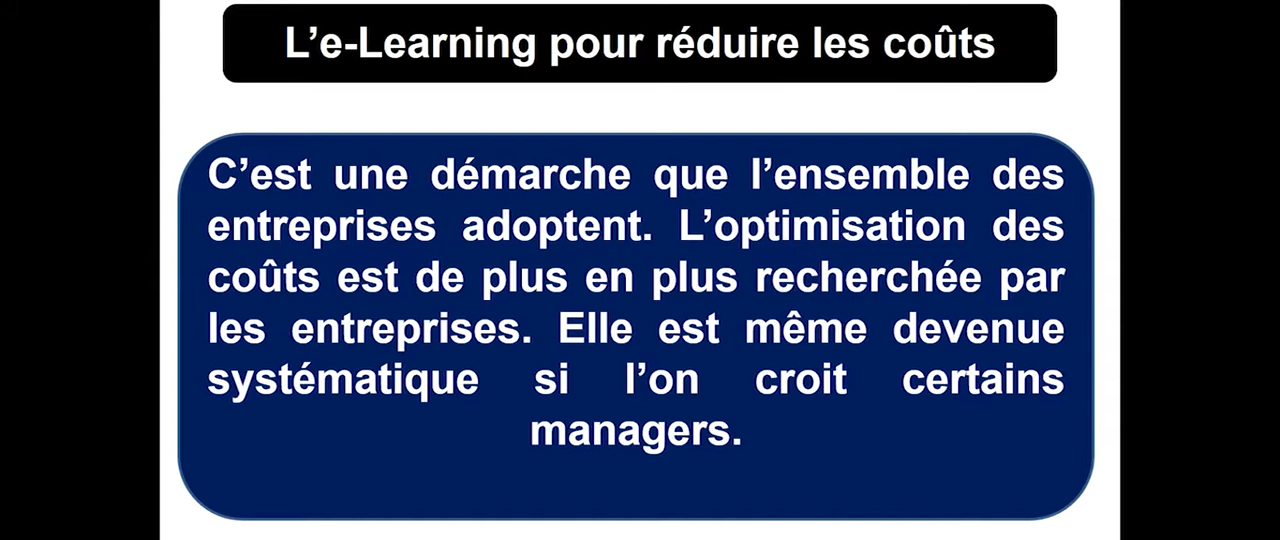 L’e-Learning pour réduire les coûts
C’est une démarche que l’ensemble des
entreprises adoptent. L’optimisation des
coûts est de plus en plus recherchée par
les entreprises. Elle est même devenue
systématique si l’on croit certains
managers.